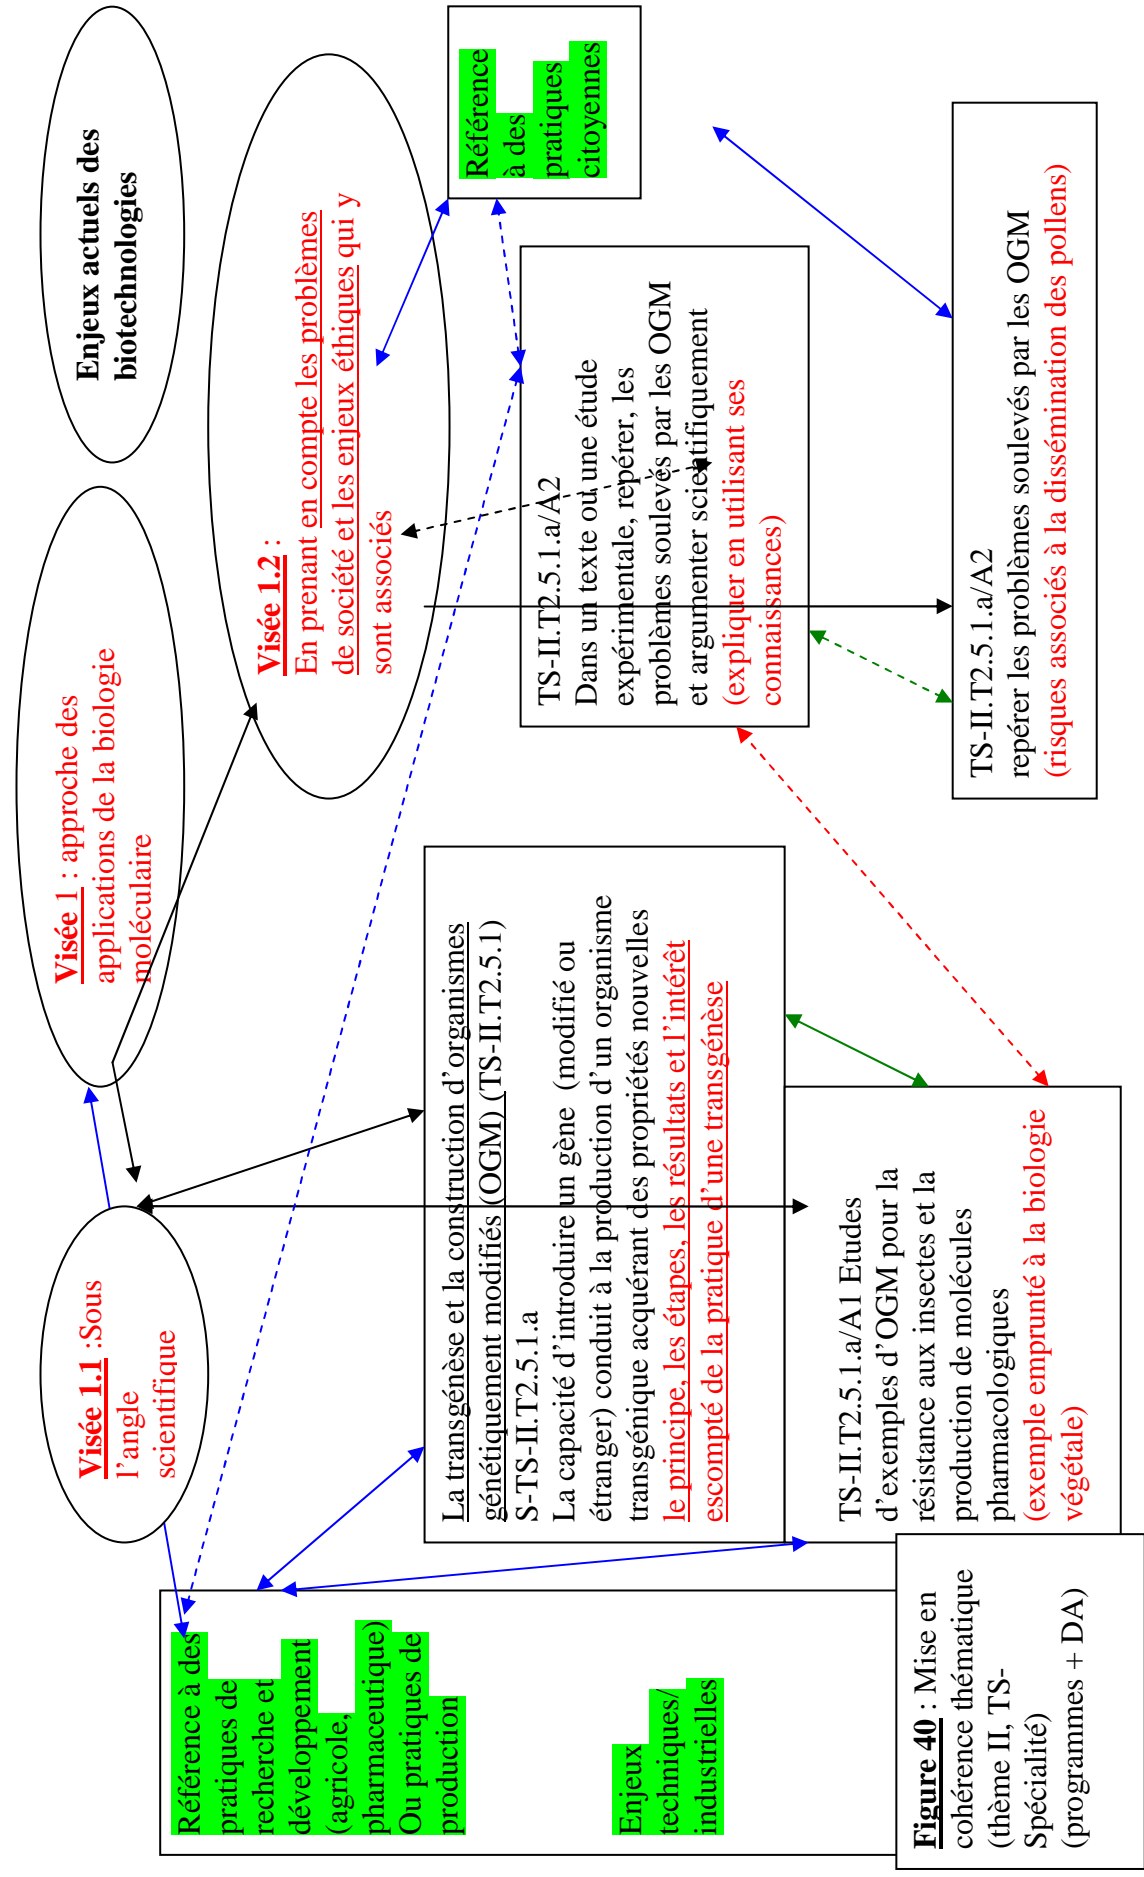 Enjeux actuels des
biotechnologies
Visée 1 : approche des
applications de la biologie
moléculaire
Visée 1.1 :Sous
l'angle
scientifique
Visée 1.2 :
En prenant en compte les problèmes
de société et les enjeux éthiques qui y
sont associés
Référence
à des
pratiques
citoyennes
Référence à des
pratiques de
recherche et
développement
(agricole,
pharmaceutique)
Ou pratiques de
production
Enjeux
techniques/
industrielles
La transgénèse et la construction d'organismes
génétiquement modifiés (OGM) (TS-II.T2.5.1)
S-TS-II.T2.5.1.a
La capacité d'introduire un gène (modifié ou
étranger) conduit à la production d'un organisme
transgénique acquérant des propriétés nouvelles
le principe, les étapes, les résultats et l'intérêt
escompté de la pratique d'une transgénèse
TS-II.T2.5.1.a/A2
Dans un texte ou une étude
expérimentale, repérer, les
problèmes soulevés par les OGM
et argumenter scientifiquement
(expliquer en utilisant ses
connaissances)
TS-II.T2.5.1.a/A1 Etudes
d'exemples d'OGM pour la
résistance aux insectes et la
production de molécules
pharmacologiques
(exemple emprunté à la biologie
végétale)
TS-II.T2.5.1.a/A2
repérer les problèmes soulevés par les OGM
(risques associés à la dissémination des pollens)
Figure 40 : Mise en
cohérence thématique
(thème II, TS-
Spécialité)
(programmes + DA)